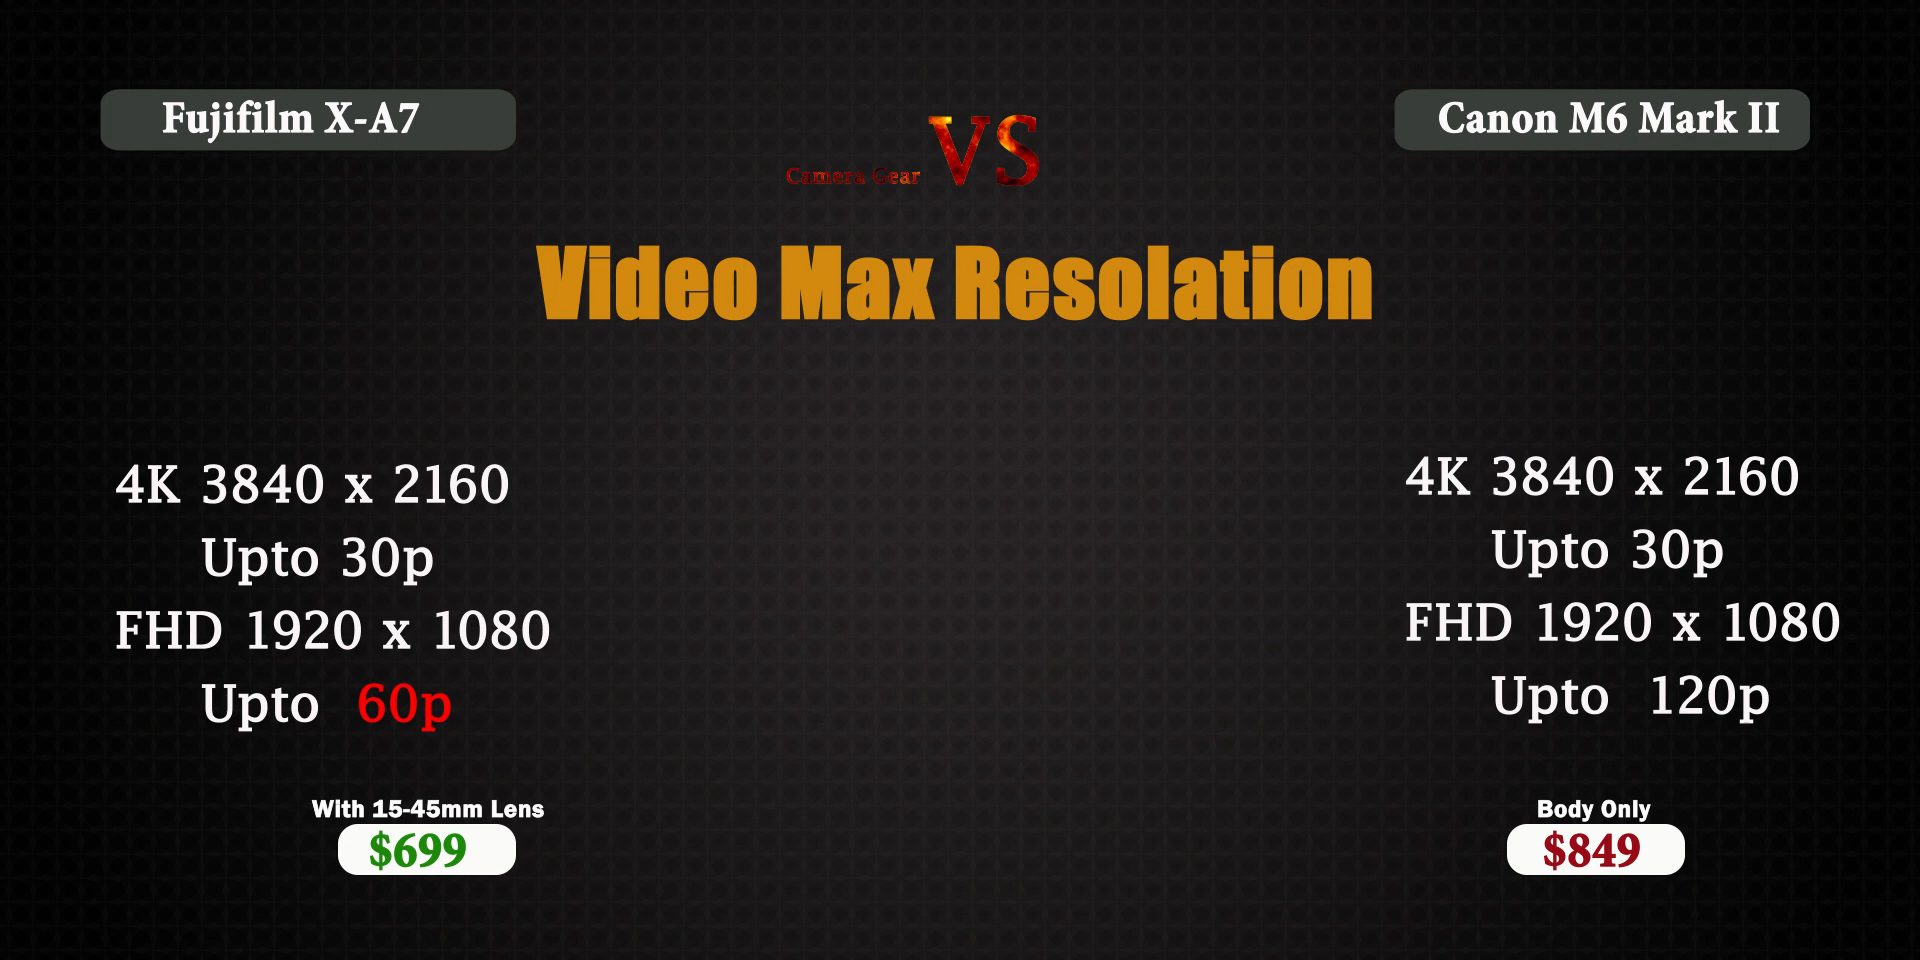 Fujifilm X-A7
Camera Gear VS
Canon M6 Mark II
Video Max Resolation
4K 3840 x 2160
Upto 30p
FHD 1920 x 1080
Upto 60p
With 15-45mm Lens
$699
4K 3840 x 2160
Upto 30p
FHD 1920 x 1080
Upto 120p
Body Only
$849